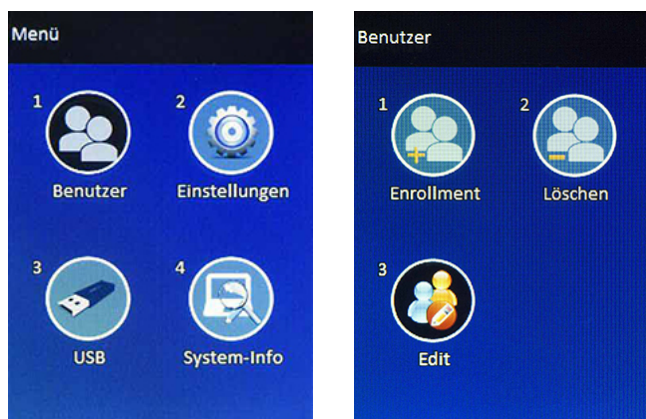 Menü
1
2
Benutzer
Einstellungen
3
4
USB
System-Info
Benutzer
1
2
Enrollment
Löschen
3
Edit